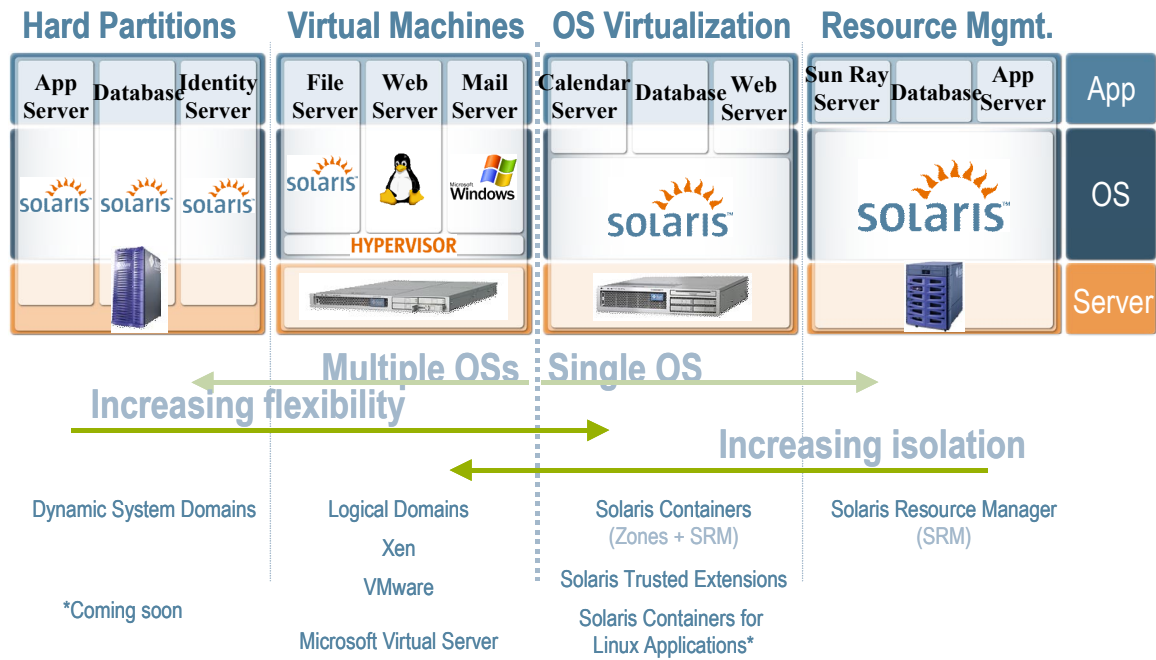 Hard Partitions
Virtual Machines
OS Virtualization
Resource Mgmt.
App
Server
Database
Identity
Server
File
Server
Web
Server
Mail
Server
Calendar
Server
Database
Web
Server
Sun Ray
Server
Database
App
Server
App
solaris
solaris
solaris
solaris
Microsoft
Windows
HYPERVISOR
solaris™
solaris™
OS
Server
Multiple OSs
Single OS
Increasing flexibility
Increasing isolation
Dynamic System Domains
*Coming soon
Logical Domains
Xen
VMware
Microsoft Virtual Server
Solaris Containers
(Zones + SRM)
Solaris Trusted Extensions
Solaris Containers for
Linux Applications*
Solaris Resource Manager
(SRM)